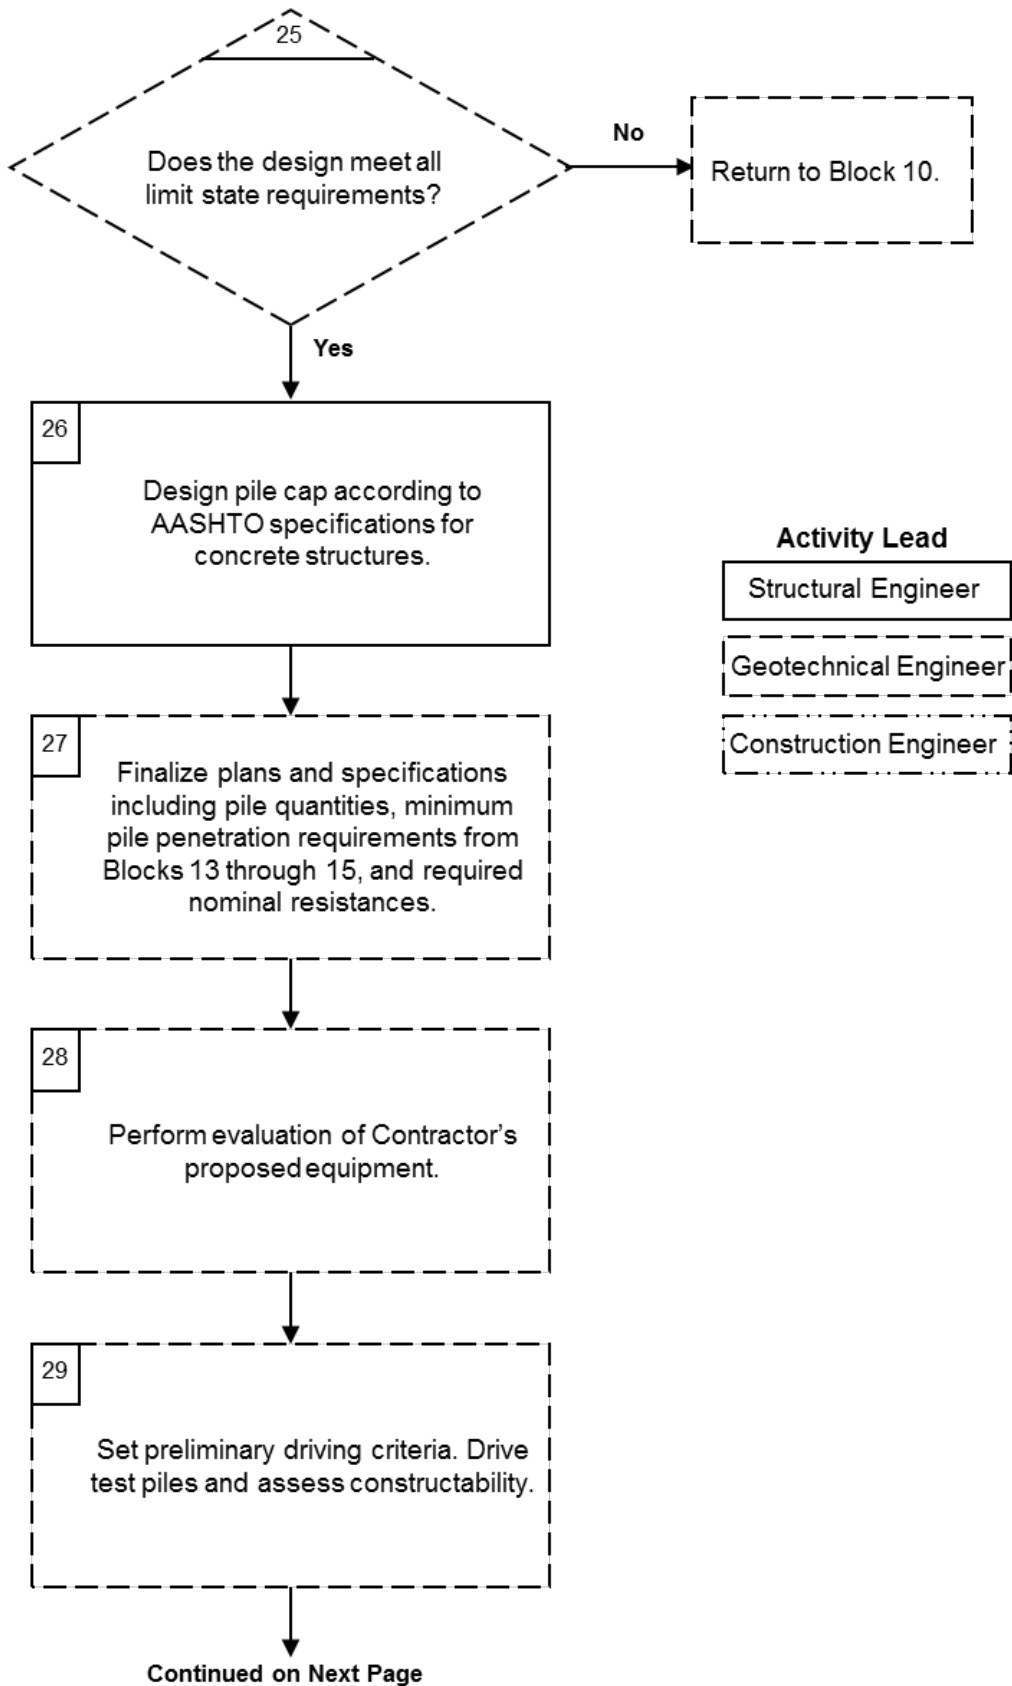 25
Does the design meet all
limit state requirements?
No
Return to Block 10.
Yes
26
Design pile cap according to
AASHTO specifications for
concrete structures.
Activity Lead
Structural Engineer
Geotechnical Engineer
Construction Engineer
27
Finalize plans and specifications
including pile quantities, minimum
pile penetration requirements from
Blocks 13 through 15, and required
nominal resistances.
28
Perform evaluation of Contractor’s
proposed equipment.
29
Set preliminary driving criteria. Drive
test piles and assess constructability.
Continued on Next Page